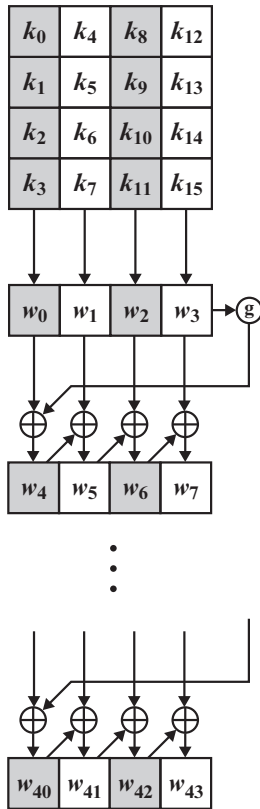 k₀ k₄ k₈ k₁₂
k₁ k₅ k₉ k₁₃
k₂ k₆ k₁₀ k₁₄
k₃ k₇ k₁₁ k₁₅
w₀ w₁ w₂ w₃ g
w₄ w₅ w₆ w₇
w₄₀ w₄₁ w₄₂ w₄₃